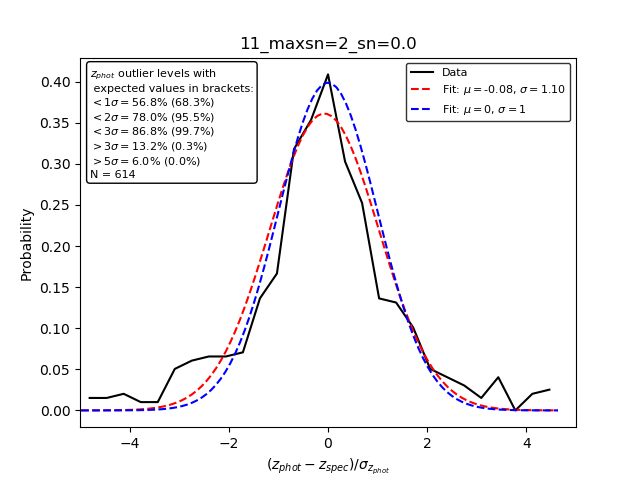 11_maxsn=2_sn=0.0
z_phot outlier levels with
expected values in brackets:
< 1σ = 56.8% (68.3%)
< 2σ = 78.0% (95.5%)
< 3σ = 86.8% (99.7%)
> 3σ = 13.2% (0.3%)
> 5σ = 6.0% (0.0%)
N = 614
Data
Fit: μ = -0.08, σ = 1.10
Fit: μ = 0, σ = 1
Probability
0.40
0.35
0.30
0.25
0.20
0.15
0.10
0.05
0.00
−4 −2 0 2 4
(z_phot − z_spec)/σ_z_phot